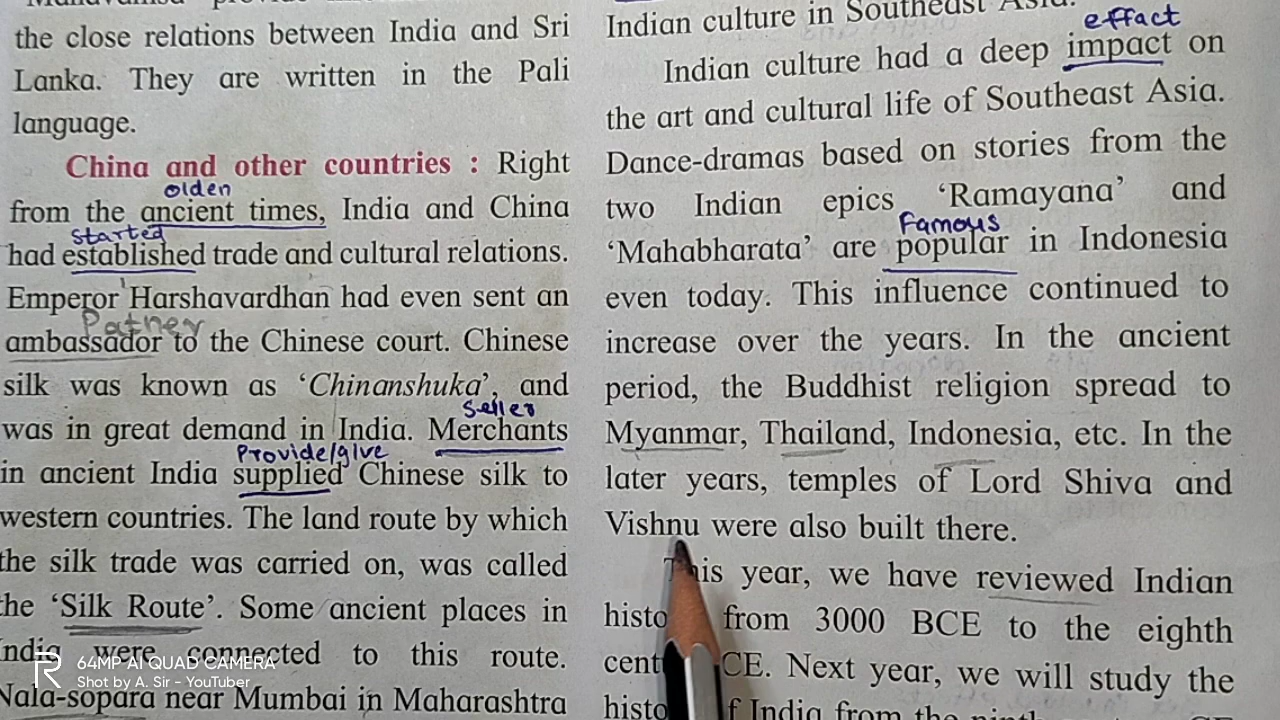 the close relations between India and Sri
Lanka. They are written in the Pali
language.
China and other countries : Right
olden
from the ancient times, India and China
started
had established trade and cultural relations.
Emperor Harshavardhan had even sent an
Patner
ambassador to the Chinese court. Chinese
silk was known as ‘Chinanshuka’, and
seller
was in great demand in India. Merchants
Provide/give
in ancient India supplied Chinese silk to
western countries. The land route by which
the silk trade was carried on, was called
the ‘Silk Route’. Some ancient places in
India were connected to this route.
Nala-sopara near Mumbai in Maharashtra
Indian culture in Southeast Asia.
effact
Indian culture had a deep impact on
the art and cultural life of Southeast Asia.
Dance-dramas based on stories from the
two Indian epics ‘Ramayana’ and
Famous
‘Mahabharata’ are popular in Indonesia
even today. This influence continued to
increase over the years. In the ancient
period, the Buddhist religion spread to
Myanmar, Thailand, Indonesia, etc. In the
later years, temples of Lord Shiva and
Vishnu were also built there.
This year, we have reviewed Indian
histo from 3000 BCE to the eighth
cent CE. Next year, we will study the
histo f India from the ninth
R
64MP AI QUAD CAMERA
Shot by A. Sir - YouTuber